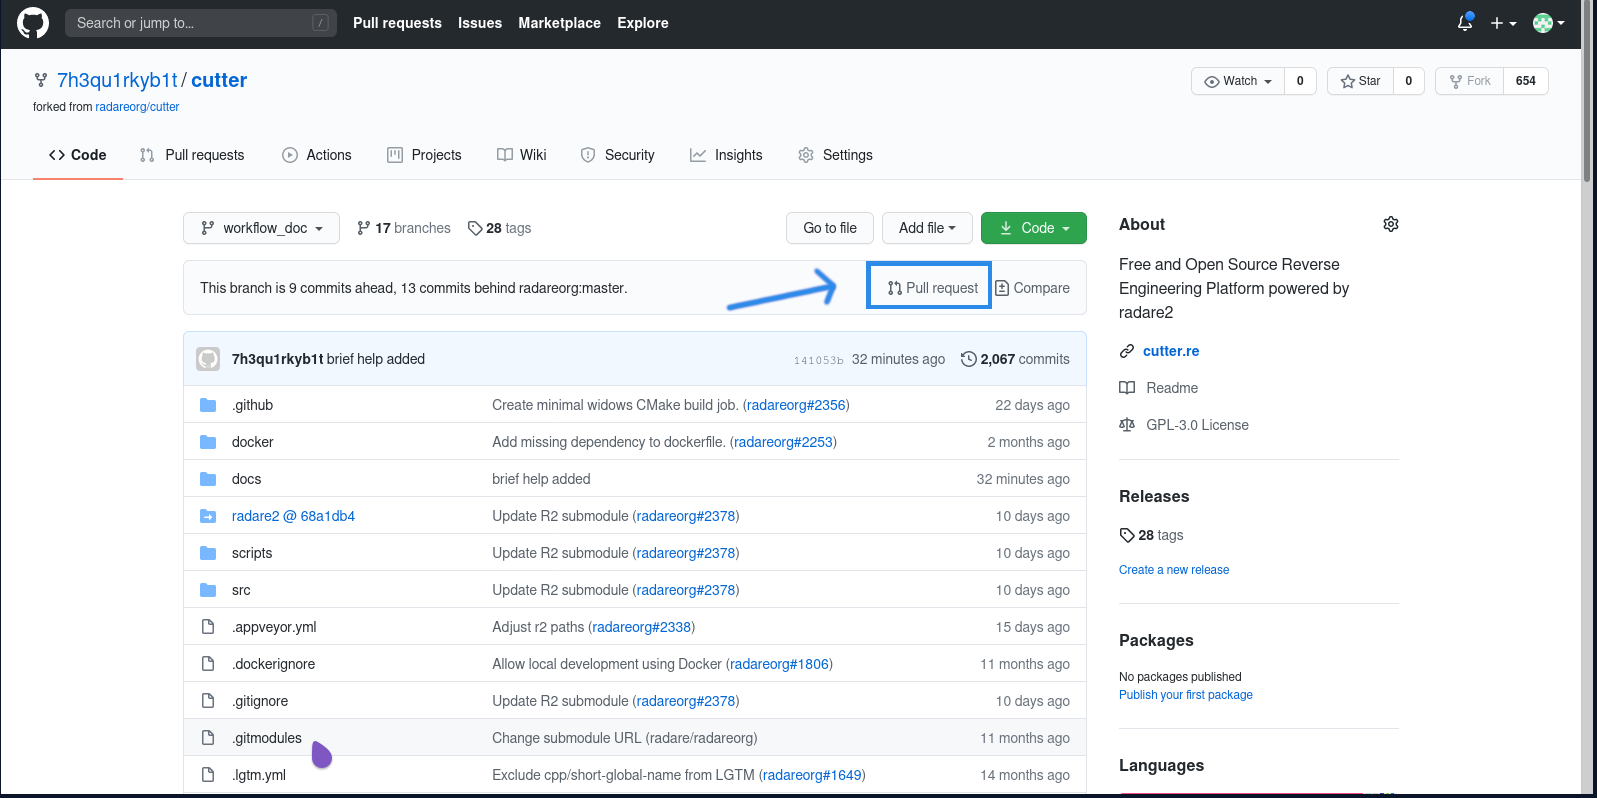 Search or jump to... /
Pull requests Issues Marketplace Explore
7h3qu1rkyb1t / cutter
forked from radareorg/cutter
Watch 0 Star 0 Fork 654
Code Pull requests Actions Projects Wiki Security Insights Settings
workflow_doc 17 branches 28 tags Go to file Add file Code
This branch is 9 commits ahead, 13 commits behind radareorg:master. Pull request Compare
7h3qu1rkyb1t brief help added 141053b 32 minutes ago 2,067 commits
.github Create minimal widows CMake build job. (radareorg#2356) 22 days ago
docker Add missing dependency to dockerfile. (radareorg#2253) 2 months ago
docs brief help added 32 minutes ago
radare2 @ 68a1db4 Update R2 submodule (radareorg#2378) 10 days ago
scripts Update R2 submodule (radareorg#2378) 10 days ago
src Update R2 submodule (radareorg#2378) 10 days ago
.appveyor.yml Adjust r2 paths (radareorg#2338) 15 days ago
.dockerignore Allow local development using Docker (radareorg#1806) 11 months ago
.gitignore Update R2 submodule (radareorg#2378) 10 days ago
.gitmodules Change submodule URL (radare/radareorg) 11 months ago
.lgtm.yml Exclude cpp/short-global-name from LGTM (radareorg#1649) 14 months ago
About
Free and Open Source Reverse
Engineering Platform powered by
radare2
cutter.re
Readme
GPL-3.0 License
Releases
28 tags
Create a new release
Packages
No packages published
Publish your first package
Languages